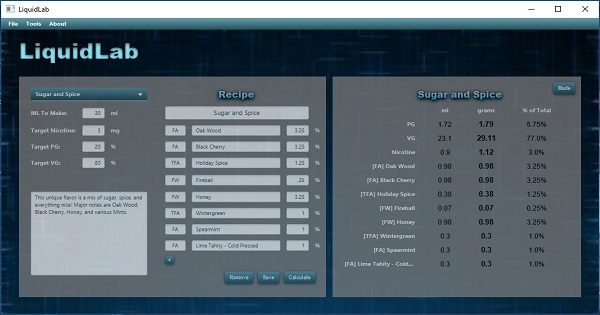 LiquidLab
File Tools About
LiquidLab
Sugar and Spice
ML To Make: 30 ml
Target Nicotine: 3 mg
Target PG: 20 %
Target VG: 80 %
This unique flavor is a mix of sugar, spice, and
everything nice! Major notes are Oak Wood,
Black Cherry, Honey, and various Mints.
Recipe
Sugar and Spice
FA Oak Wood 3.25 %
FA Black Cherry 3.25 %
TFA Holiday Spice 1.25 %
FW Fireball .25 %
FW Honey 3.25 %
TFA Wintergreen 1 %
FA Spearmint 1 %
FA Lime Tahity - Cold Pressed 1 %
+
Remove Save Calculate
Made
Sugar and Spice
ml grams % of Total
PG 1.72 1.79 5.75%
VG 23.1 29.11 77.0%
Nicotine 0.9 1.12 3.0%
[FA] Oak Wood 0.98 0.98 3.25%
[FA] Black Cherry 0.98 0.98 3.25%
[TFA] Holiday Spice 0.38 0.38 1.25%
[FW] Fireball 0.07 0.07 0.25%
[FW] Honey 0.98 0.98 3.25%
[TFA] Wintergreen 0.3 0.3 1.0%
[FA] Spearmint 0.3 0.3 1.0%
[FA] Lime Tahity - Cold... 0.3 0.3 1.0%